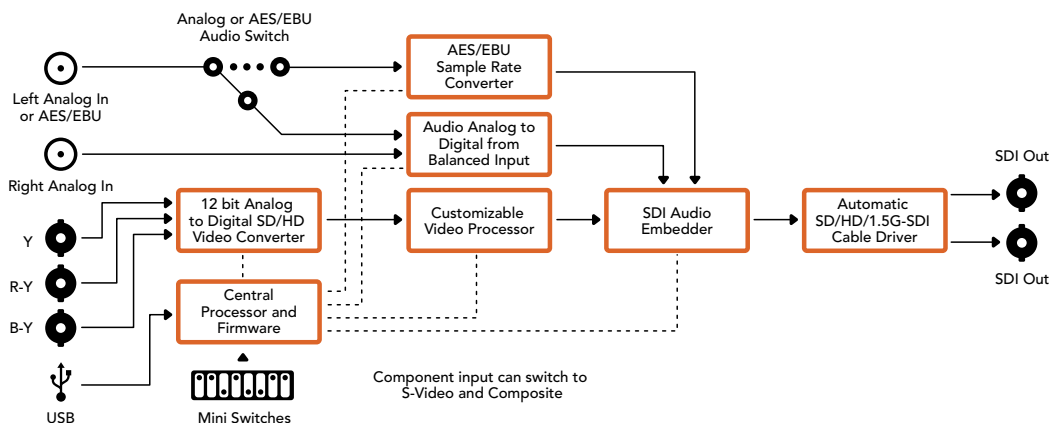 Analog or AES/EBU
Audio Switch
Left Analog In
or AES/EBU
AES/EBU
Sample Rate
Converter
Audio Analog to
Digital from
Balanced Input
Right Analog In
Y
R-Y
B-Y
12 bit Analog
to Digital SD/HD
Video Converter
Customizable
Video Processor
SDI Audio
Embedder
Automatic
SD/HD/1.5G-SDI
Cable Driver
SDI Out
SDI Out
Central
Processor and
Firmware
USB
Mini Switches
Component input can switch to
S-Video and Composite